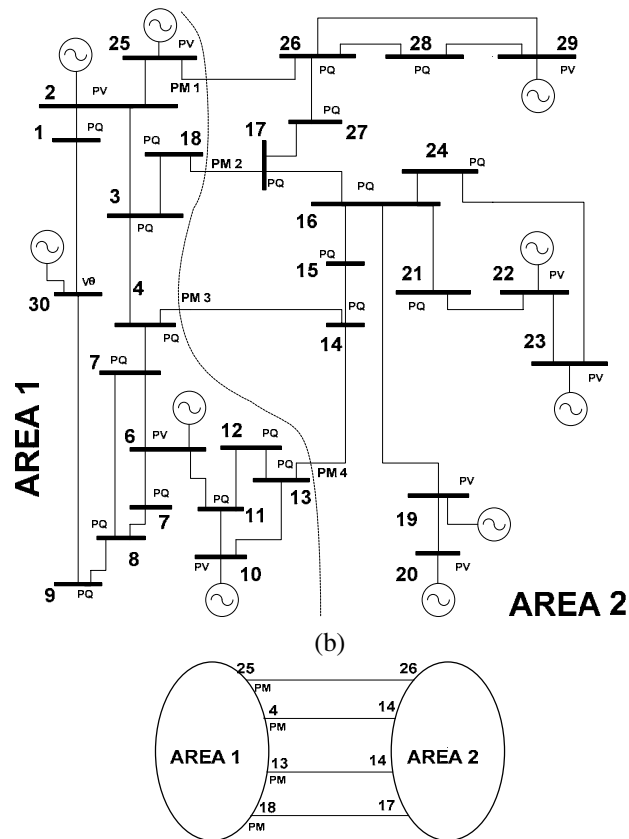 25 PV
26
PQ
28
PQ
29
PV
2 PV
PM 1
1 PQ
PQ 18
PM 2
17
PQ
PQ
27
24
PQ
3
PQ
PQ
16
PQ
15
21
PQ
22
PV
30
Vθ
4
PQ
PM 3
PQ
14
23
PV
7 PQ
AREA 1
6 PV
12 PQ
PQ
13
PM 4
PQ
7
PQ
11
PQ
8
PV
10
9
PQ
PV
19
20 PV
AREA 2
(b)
25
PM
26
4
PM
14
AREA 1
AREA 2
13
PM
14
18
PM
17